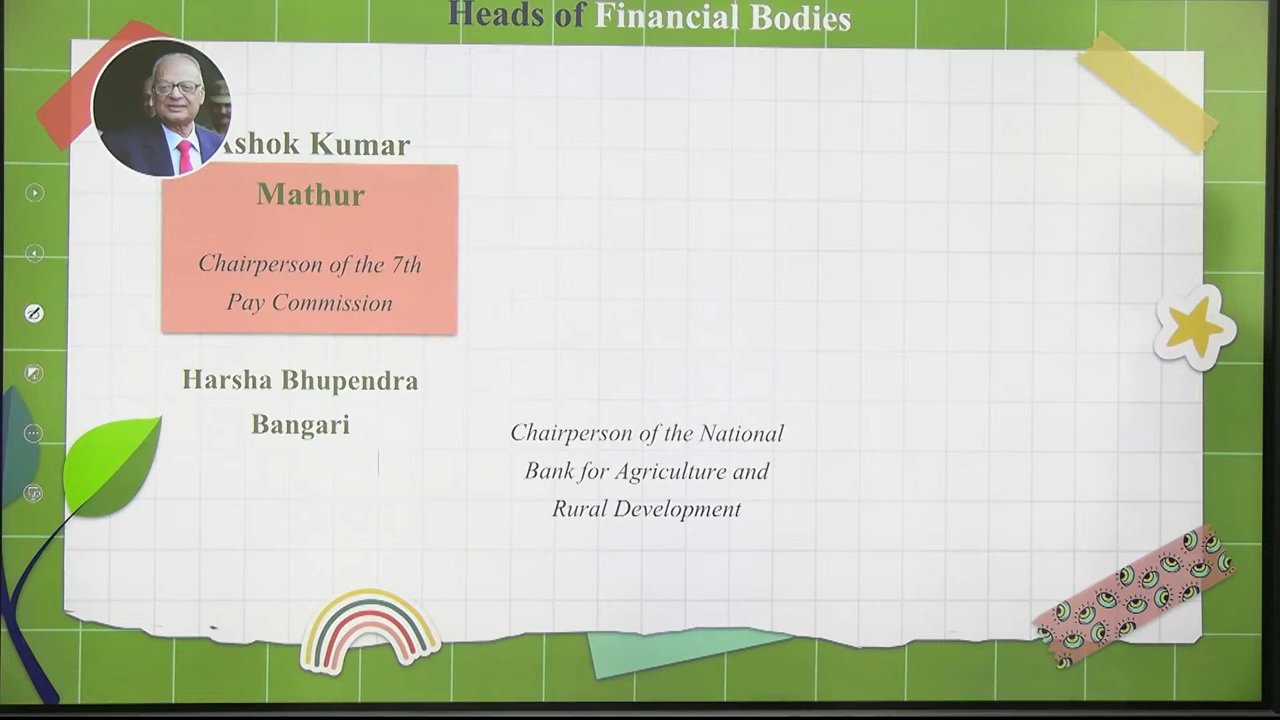 Heads of Financial Bodies
Ashok Kumar
Mathur
Chairperson of the 7th
Pay Commission
Harsha Bhupendra
Bangari
Chairperson of the National
Bank for Agriculture and
Rural Development